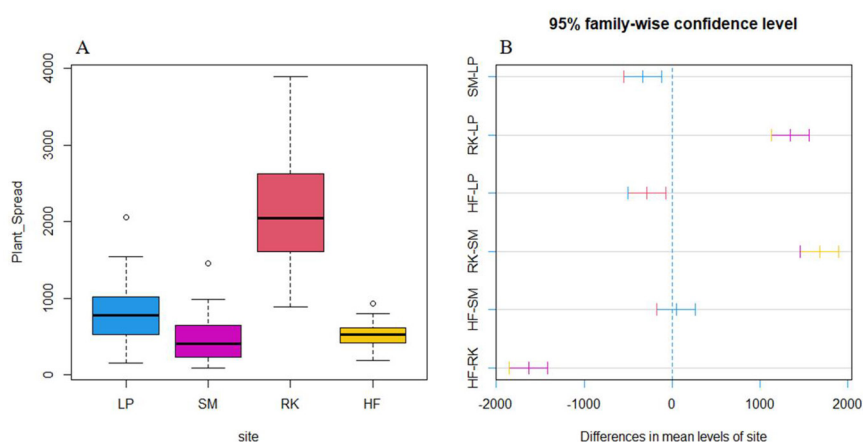 A
Plant_Spread
4000
3000
2000
1000
0
LP SM RK HF
site
95% family-wise confidence level
B
SM-LP
RK-LP
HF-LP
RK-SM
HF-SM
HF-RK
-2000 -1000 0 1000 2000
Differences in mean levels of site